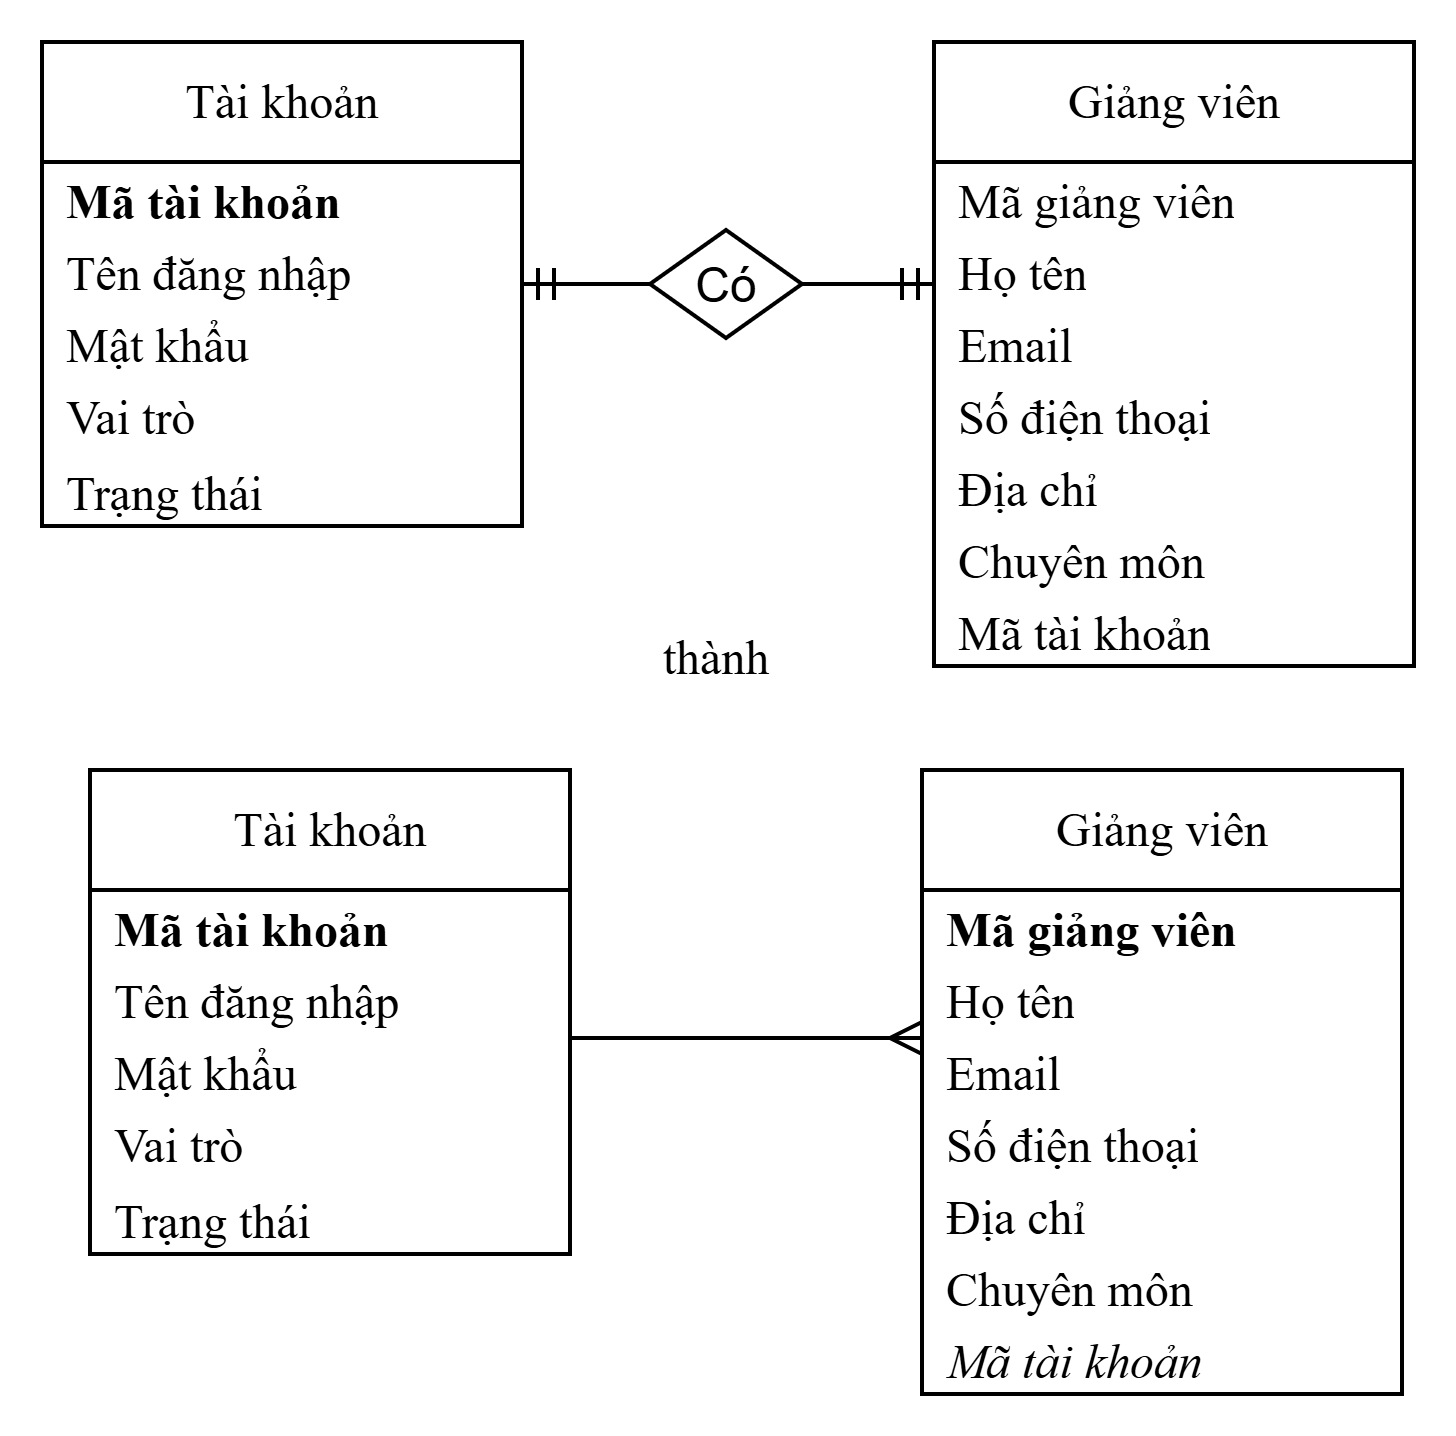 Tài khoản
Mã tài khoản
Tên đăng nhập
Mật khẩu
Vai trò
Trạng thái
Có
Giảng viên
Mã giảng viên
Họ tên
Email
Số điện thoại
Địa chỉ
Chuyên môn
Mã tài khoản
thành
Tài khoản
Mã tài khoản
Tên đăng nhập
Mật khẩu
Vai trò
Trạng thái
Giảng viên
Mã giảng viên
Họ tên
Email
Số điện thoại
Địa chỉ
Chuyên môn
Mã tài khoản